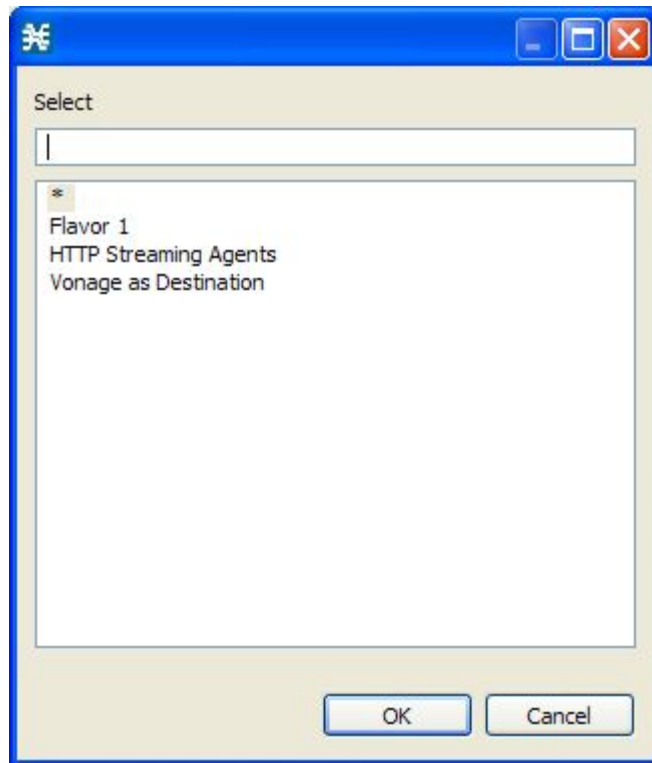 Select
*
Flavor 1
HTTP Streaming Agents
Vonage as Destination
OK
Cancel